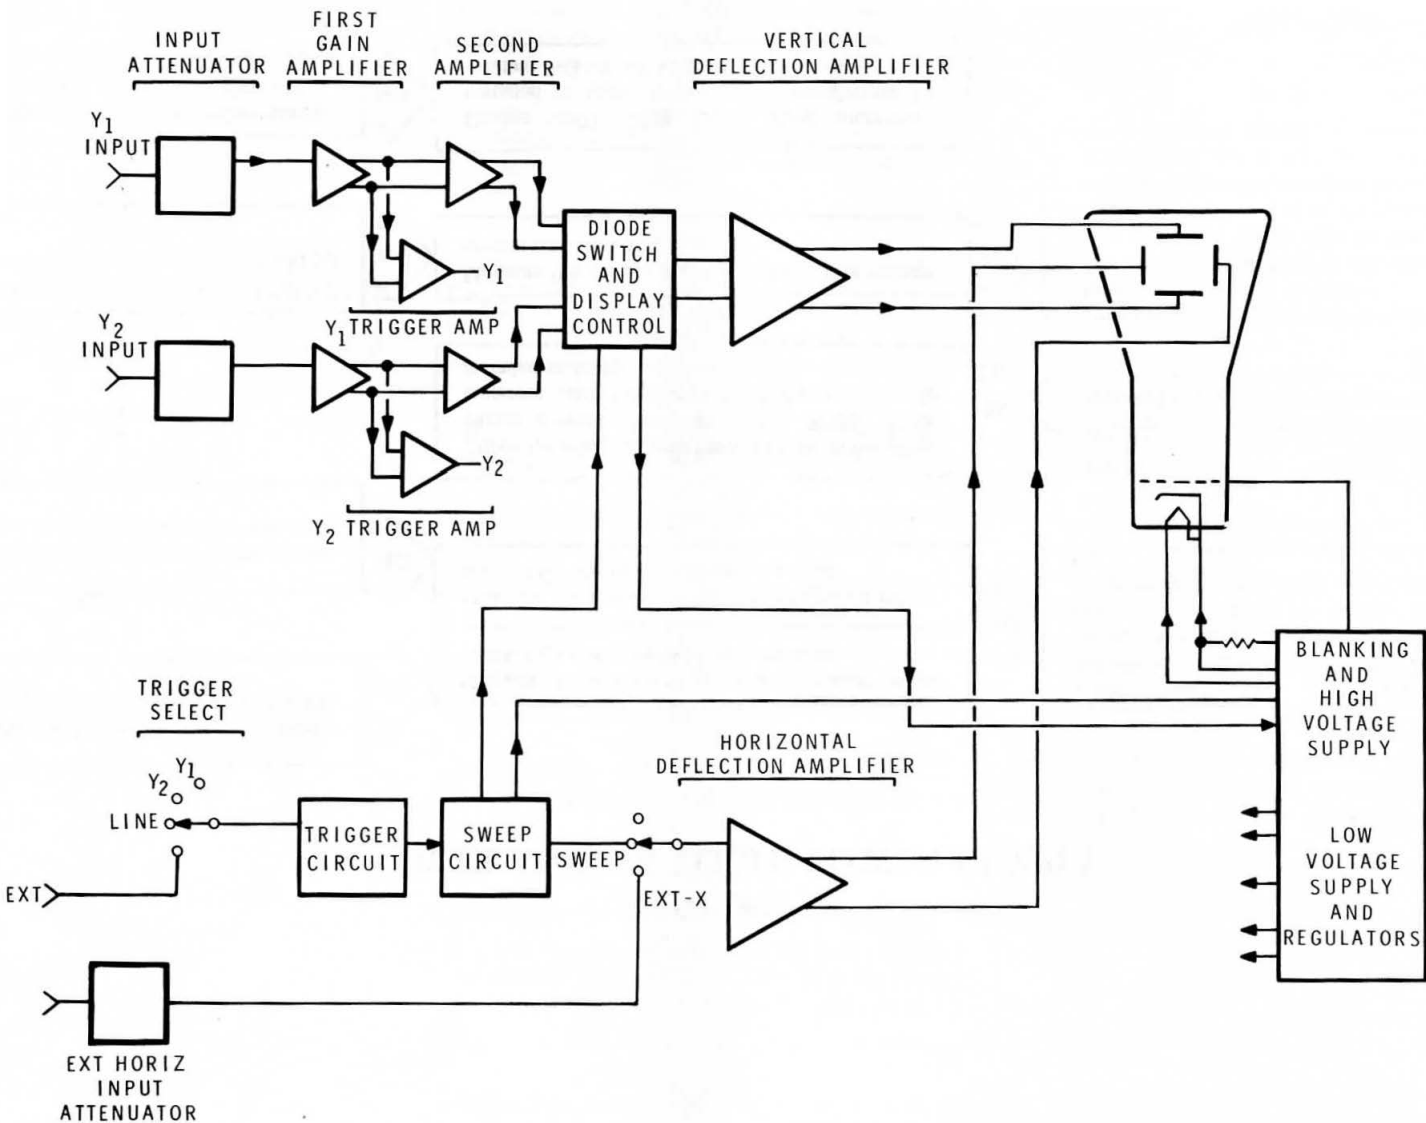 INPUT
ATTENUATOR
FIRST
GAIN
AMPLIFIER
SECOND
AMPLIFIER
VERTICAL
DEFLECTION AMPLIFIER
Y1
INPUT
DIODE
SWITCH
AND
DISPLAY
CONTROL
Y1
Y1 TRIGGER AMP
Y2
INPUT
Y2
Y2 TRIGGER AMP
TRIGGER
SELECT
Y1
Y2
LINE
EXT
TRIGGER
CIRCUIT
SWEEP
CIRCUIT
SWEEP
EXT-X
HORIZONTAL
DEFLECTION AMPLIFIER
BLANKING
AND
HIGH
VOLTAGE
SUPPLY
LOW
VOLTAGE
SUPPLY
AND
REGULATORS
EXT HORIZ
INPUT
ATTENUATOR